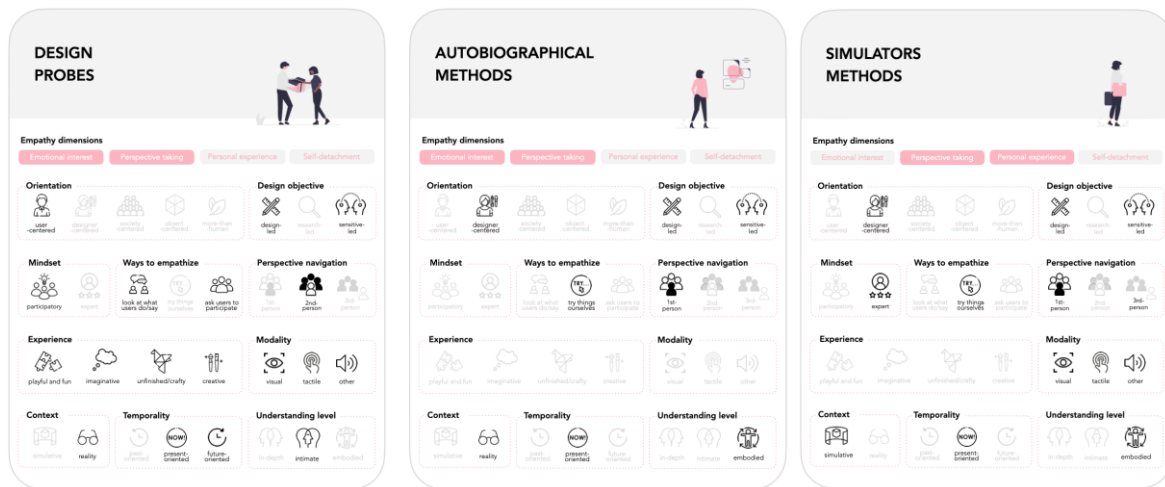 DESIGN
PROBES
Empathy dimensions
Emotional interest Perspective taking Personal experience Self-detachment
Orientation Design objective
user
-centered designer
-centered society
-centered object
-centered more-than
-human design-
led research-
led sensitive-led
Mindset Ways to empathize Perspective navigation
participatory expert look at what
users do/say try things
ourselves ask users to
participate 1st-
person 2nd-
person 3rd-
person
TRY...
Experience Modality
playful and fun imaginative unfinished/crafty creative visual tactile other
Context Temporality Understanding level
NOW!
simulative reality past-
oriented present-
oriented future-
oriented in-depth intimate embodied
AUTOBIOGRAPHICAL
METHODS
Empathy dimensions
Emotional interest Perspective taking Personal experience Self-detachment
Orientation Design objective
user
-centered designer
-centered society
-centered object
-centered more-than
-human design-
led research-
led sensitive-led
Mindset Ways to empathize Perspective navigation
TRY...
participatory expert look at what
users do/say try things
ourselves ask users to
participate 1st-
person 2nd-
person 3rd-
person
Experience Modality
playful and fun imaginative unfinished/crafty creative visual tactile other
Context Temporality Understanding level
NOW!
simulative reality past-
oriented present-
oriented future-
oriented in-depth intimate embodied
SIMULATORS
METHODS
Empathy dimensions
Emotional interest Perspective taking Personal experience Self-detachment
Orientation Design objective
user
-centered designer
-centered society
-centered object
-centered more-than
-human design-
led research-
led sensitive-led
Mindset Ways to empathize Perspective navigation
TRY...
participatory expert look at what
users do/say try things
ourselves ask users to
participate 1st-
person 2nd-
person 3rd-
person
Experience Modality
playful and fun imaginative unfinished/crafty creative visual tactile other
Context Temporality Understanding level
NOW!
simulative reality past-
oriented present-
oriented future-
oriented in-depth intimate embodied